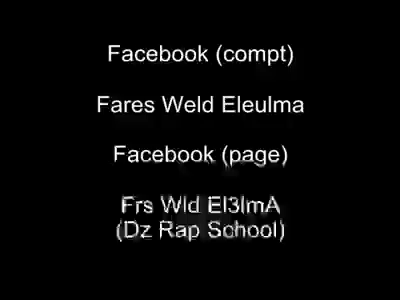 Facebook (compt)
Fares Weld Eleulma
Facebook (page)
Frs Wld El3lmA
(Dz Rap School)